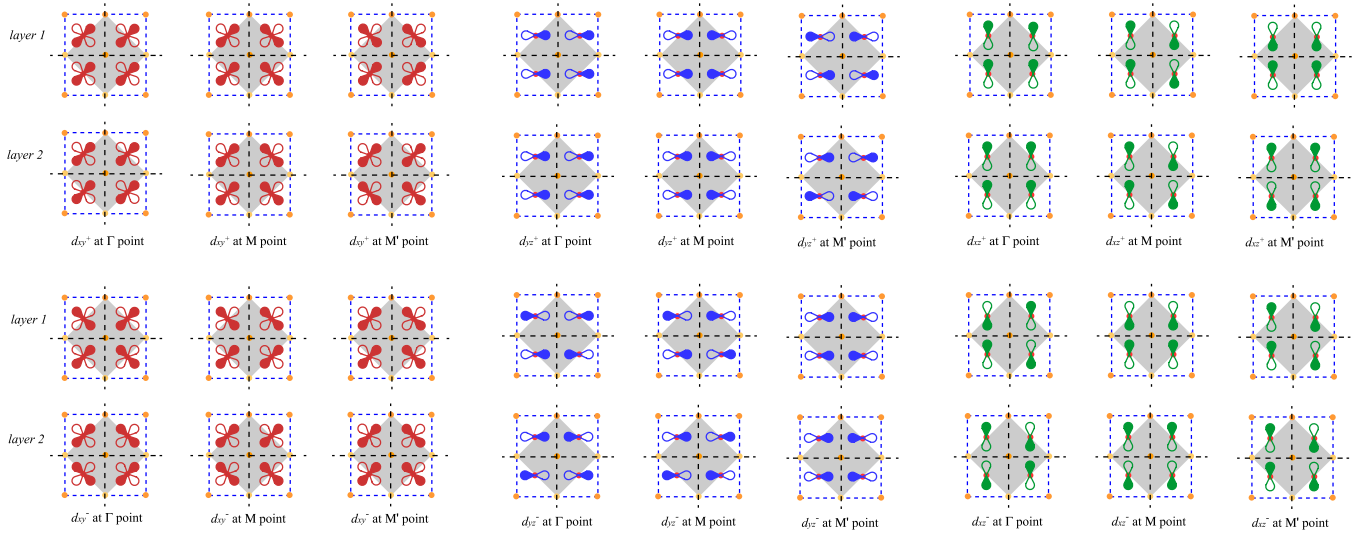 layer 1
layer 2
dxy⁺ at Γ point
dxy⁺ at M point
dxy⁺ at M' point
dyz⁺ at Γ point
dyz⁺ at M point
dyz⁺ at M' point
dxz⁺ at Γ point
dxz⁺ at M point
dxz⁺ at M' point
layer 1
layer 2
dxy⁻ at Γ point
dxy⁻ at M point
dxy⁻ at M' point
dyz⁻ at Γ point
dyz⁻ at M point
dyz⁻ at M' point
dxz⁻ at Γ point
dxz⁻ at M point
dxz⁻ at M' point